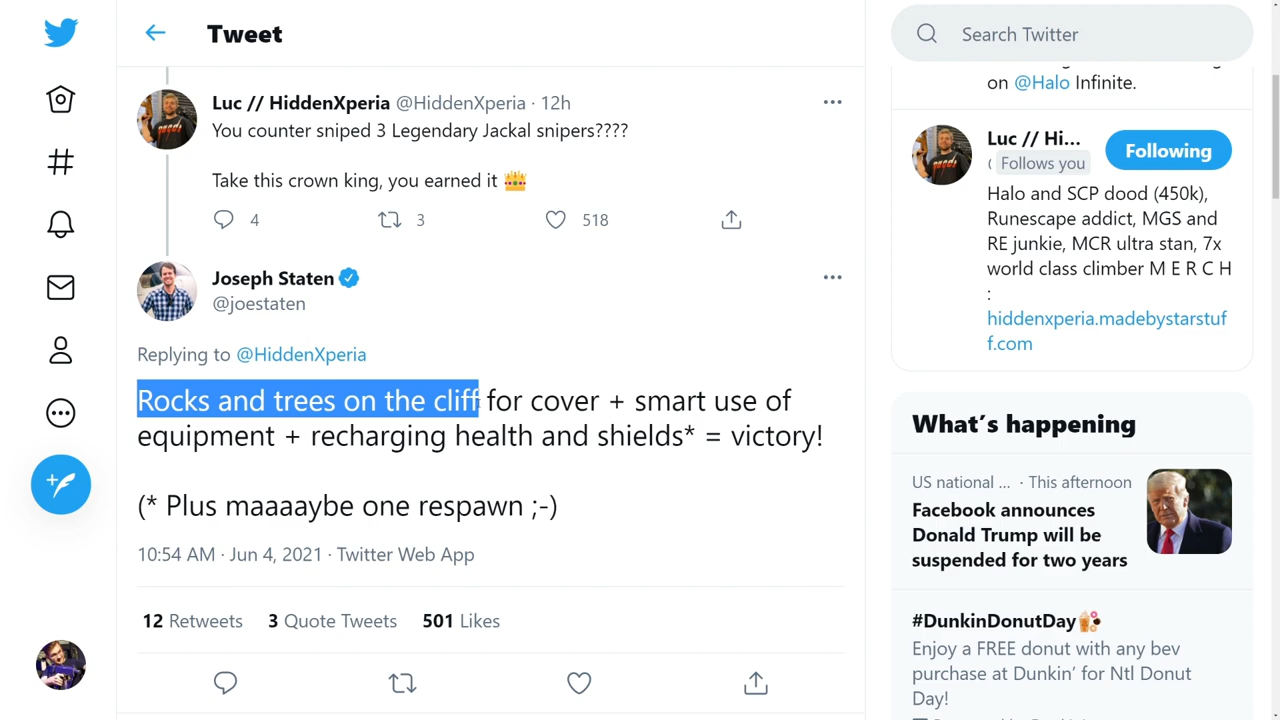 Tweet
Luc // HiddenXperia @HiddenXperia · 12h
You counter sniped 3 Legendary Jackal snipers????
Take this crown king, you earned it 👑
4 3 518
Joseph Staten
@joestaten
Replying to @HiddenXperia
Rocks and trees on the cliff for cover + smart use of
equipment + recharging health and shields* = victory!
(* Plus maaaaybe one respawn ;-)
10:54 AM · Jun 4, 2021 · Twitter Web App
12 Retweets 3 Quote Tweets 501 Likes
Search Twitter
on @Halo Infinite.
Luc // Hi...
Follows you
Following
Halo and SCP dood (450k),
Runescape addict, MGS and
RE junkie, MCR ultra stan, 7x
world class climber M E R C H
:
hiddenxperia.madebystarstuf
f.com
What's happening
US national ... · This afternoon
Facebook announces
Donald Trump will be
suspended for two years
#DunkinDonutDay
Enjoy a FREE donut with any bev
purchase at Dunkin' for Ntl Donut
Day!